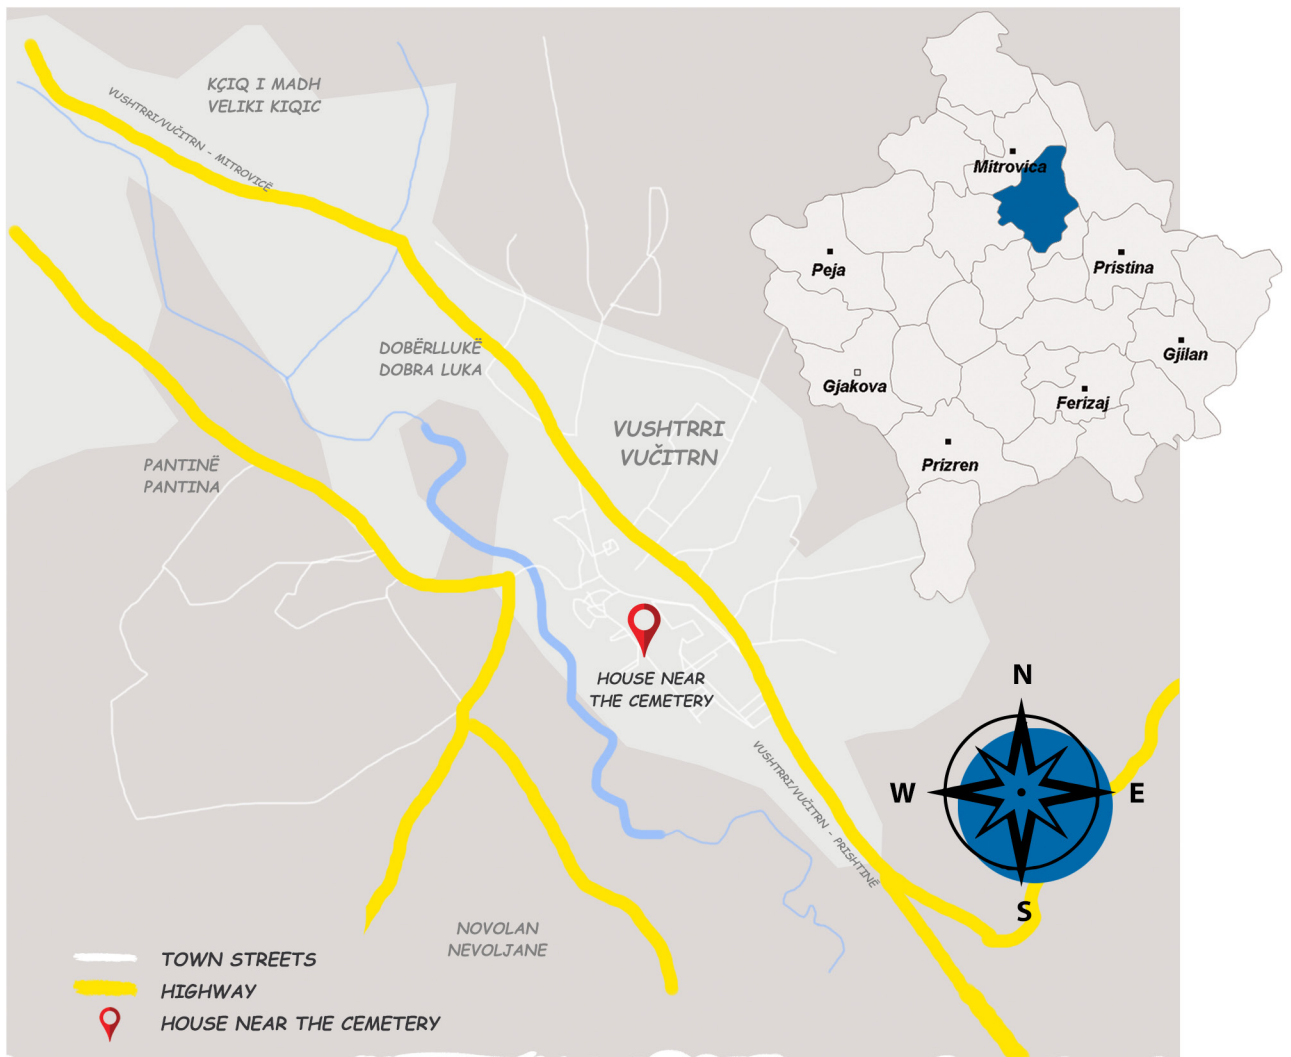 KÇIQ I MADH
VELIKI KIQIC
VUSHTRRI/VUČITRN - MITROVICË
DOBËRLLUKË
DOBRA LUKA
VUSHTRRI
VUČITRN
PANTINË
PANTINA
HOUSE NEAR
THE CEMETERY
VUSHTRRI/VUČITRN - PRISHTINË
NOVOLAN
NEVOLJANE
Mitrovica
Peja
Pristina
Gjilan
Gjakova
Ferizaj
Prizren
N
W
E
S
TOWN STREETS
HIGHWAY
HOUSE NEAR THE CEMETERY